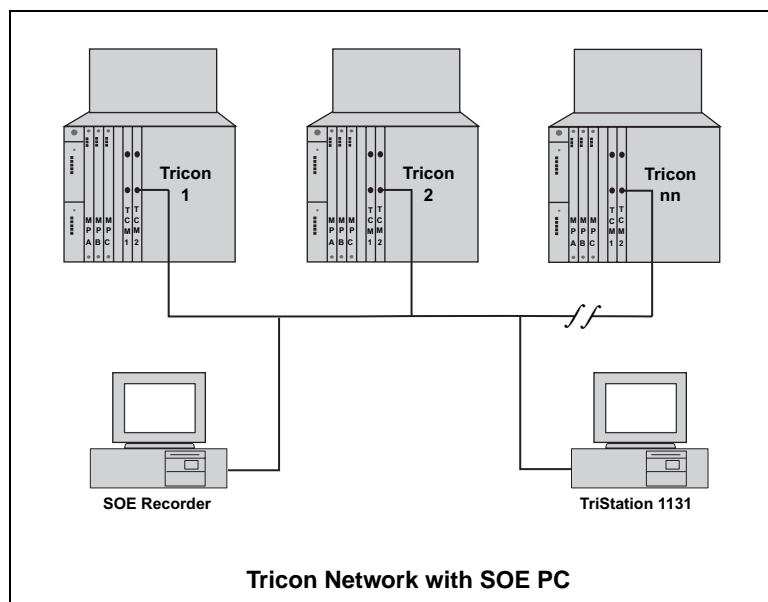 Tricon
1
MPA
MPB
MPC
TCM1
TCM2
Tricon
2
MPA
MPB
MPC
TCM1
TCM2
Tricon
nn
MPA
MPB
MPC
TCM1
TCM2
SOE Recorder
TriStation 1131
Tricon Network with SOE PC